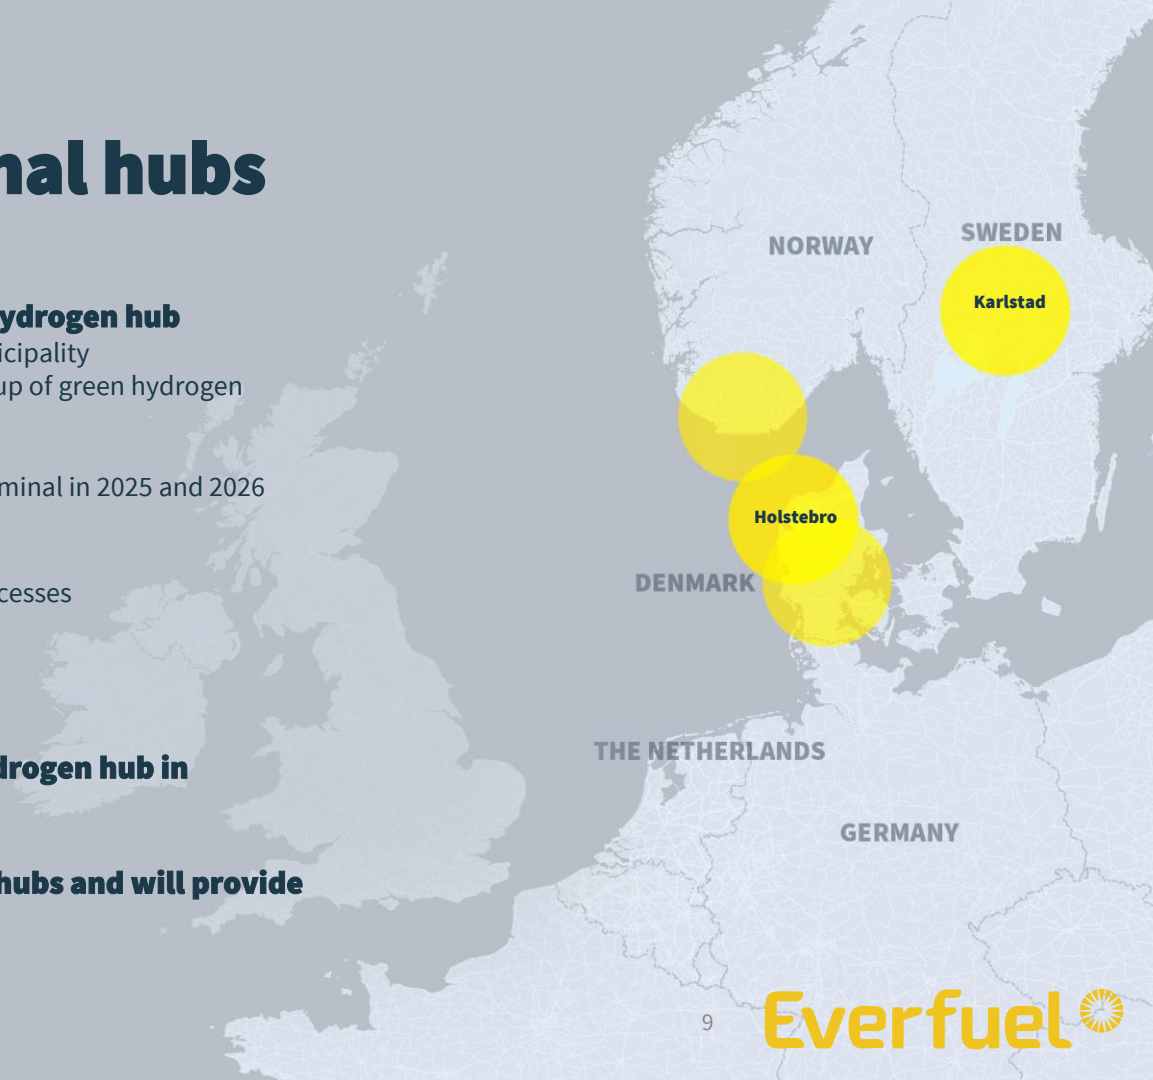 nal hubs
ydrogen hub
icipality
up of green hydrogen
minal in 2025 and 2026
cesses
drogen hub in
hubs and will provide
NORWAY
SWEDEN
Karlstad
Holstebro
DENMARK
THE NETHERLANDS
GERMANY
9
Everfuel